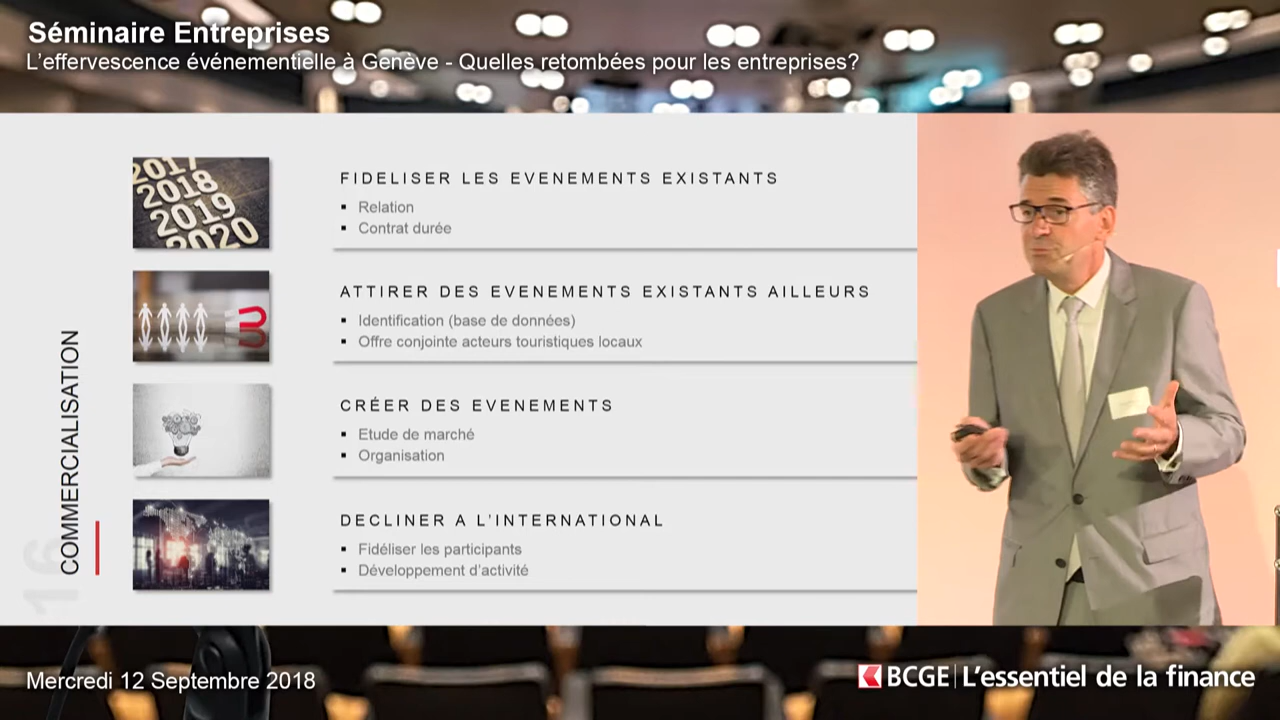 Séminaire Entreprises
L'effervescence événementielle à Genève - Quelles retombées pour les entreprises?
2017
2018
2019
2020
FIDELISER LES EVENEMENTS EXISTANTS
▪ Relation
▪ Contrat durée
ATTIRER DES EVENEMENTS EXISTANTS AILLEURS
▪ Identification (base de données)
▪ Offre conjointe acteurs touristiques locaux
CRÉER DES EVENEMENTS
▪ Etude de marché
▪ Organisation
DECLINER A L'INTERNATIONAL
▪ Fidéliser les participants
▪ Développement d'activité
COMMERCIALISATION
16
Mercredi 12 Septembre 2018
BCGE | L'essentiel de la finance